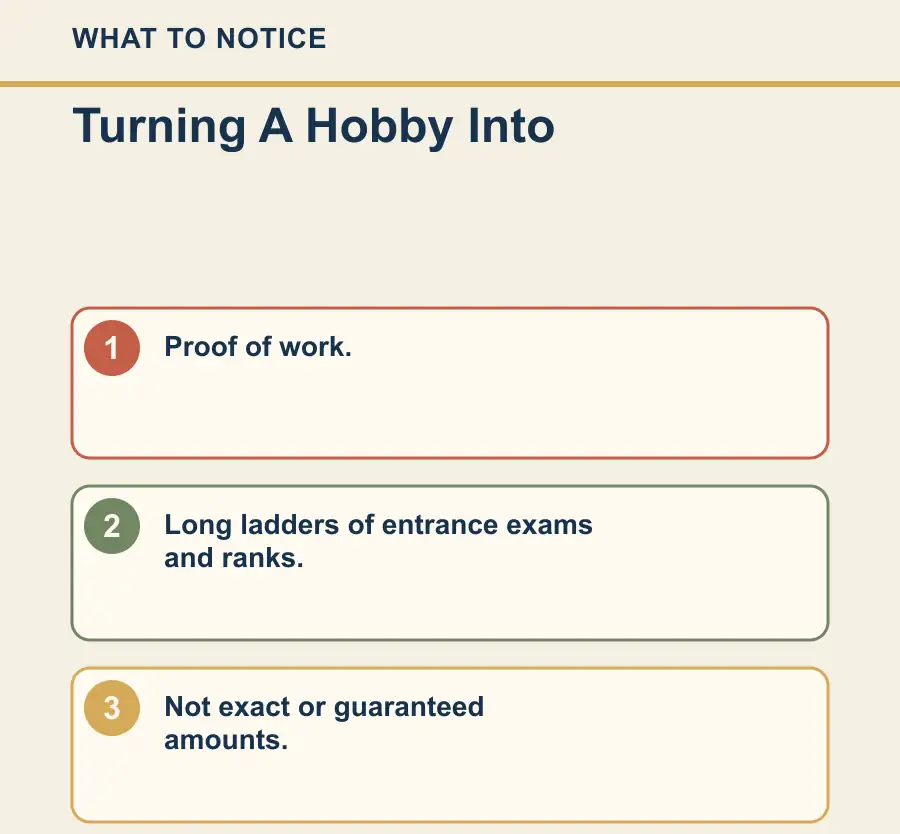 WHAT TO NOTICE
Turning A Hobby Into
1
Proof of work.
2
Long ladders of entrance exams
and ranks.
3
Not exact or guaranteed
amounts.